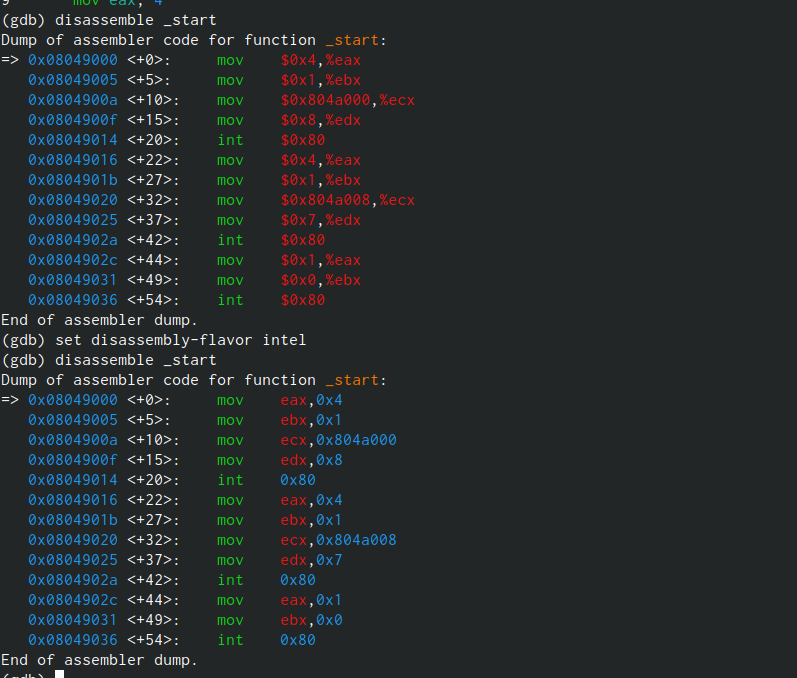 9       mov eax, 4
(gdb) disassemble _start
Dump of assembler code for function _start:
=> 0x08049000 <+0>:     mov    $0x4,%eax
   0x08049005 <+5>:     mov    $0x1,%ebx
   0x0804900a <+10>:    mov    $0x804a000,%ecx
   0x0804900f <+15>:    mov    $0x8,%edx
   0x08049014 <+20>:    int    $0x80
   0x08049016 <+22>:    mov    $0x4,%eax
   0x0804901b <+27>:    mov    $0x1,%ebx
   0x08049020 <+32>:    mov    $0x804a008,%ecx
   0x08049025 <+37>:    mov    $0x7,%edx
   0x0804902a <+42>:    int    $0x80
   0x0804902c <+44>:    mov    $0x1,%eax
   0x08049031 <+49>:    mov    $0x0,%ebx
   0x08049036 <+54>:    int    $0x80
End of assembler dump.
(gdb) set disassembly-flavor intel
(gdb) disassemble _start
Dump of assembler code for function _start:
=> 0x08049000 <+0>:     mov    eax,0x4
   0x08049005 <+5>:     mov    ebx,0x1
   0x0804900a <+10>:    mov    ecx,0x804a000
   0x0804900f <+15>:    mov    edx,0x8
   0x08049014 <+20>:    int    0x80
   0x08049016 <+22>:    mov    eax,0x4
   0x0804901b <+27>:    mov    ebx,0x1
   0x08049020 <+32>:    mov    ecx,0x804a008
   0x08049025 <+37>:    mov    edx,0x7
   0x0804902a <+42>:    int    0x80
   0x0804902c <+44>:    mov    eax,0x1
   0x08049031 <+49>:    mov    ebx,0x0
   0x08049036 <+54>:    int    0x80
End of assembler dump.
(gdb)